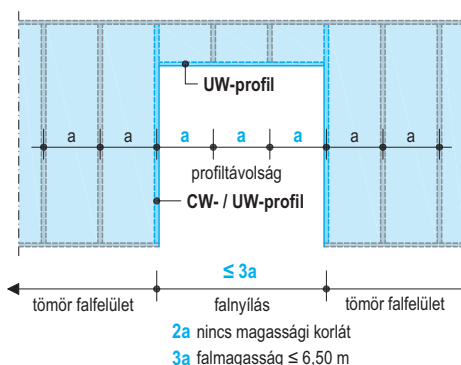 UW-profil
a a a a a a a
profiltávolság
CW- / UW-profil
≤ 3a
tömör falfelület falnyílás tömör falfelület
2a nincs magassági korlát
3a falmagasság ≤ 6,50 m